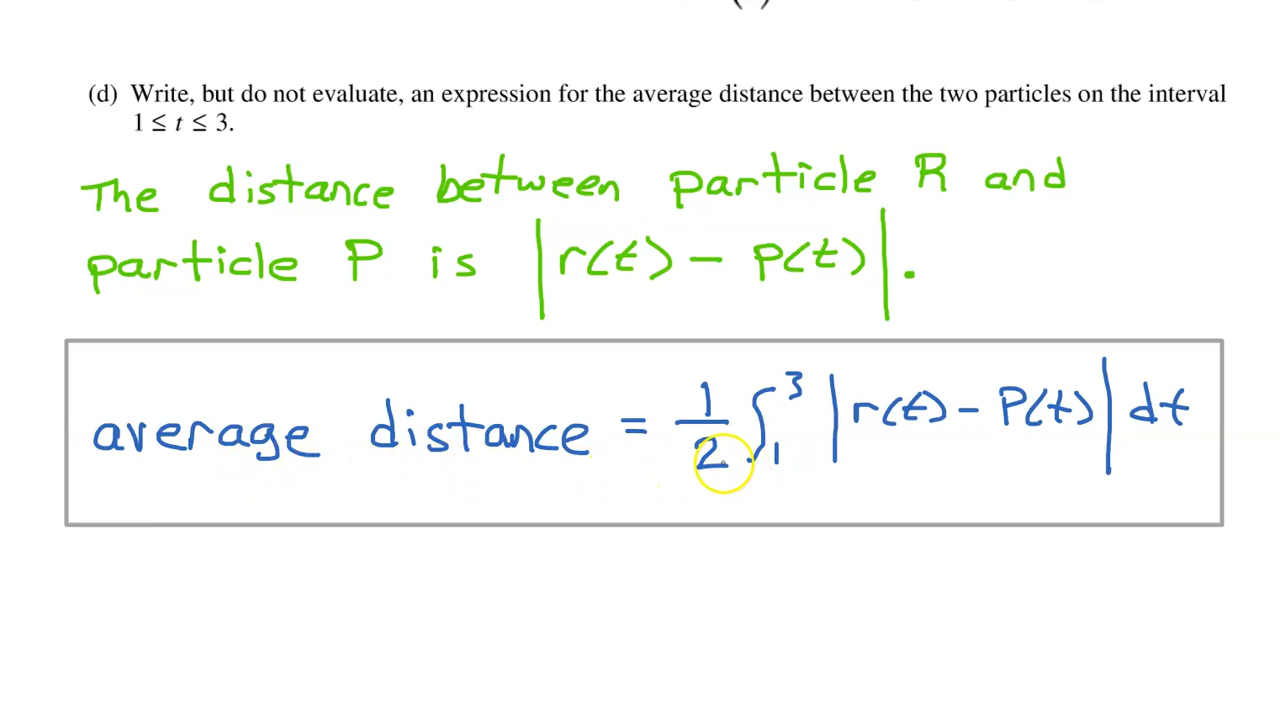 (d) Write, but do not evaluate, an expression for the average distance between the two particles on the interval
1 ≤ t ≤ 3.
The distance between particle R and
particle P is |r(t) - p(t)|.
average distance = 1/2 ∫₁³ |r(t) - P(t)| dt